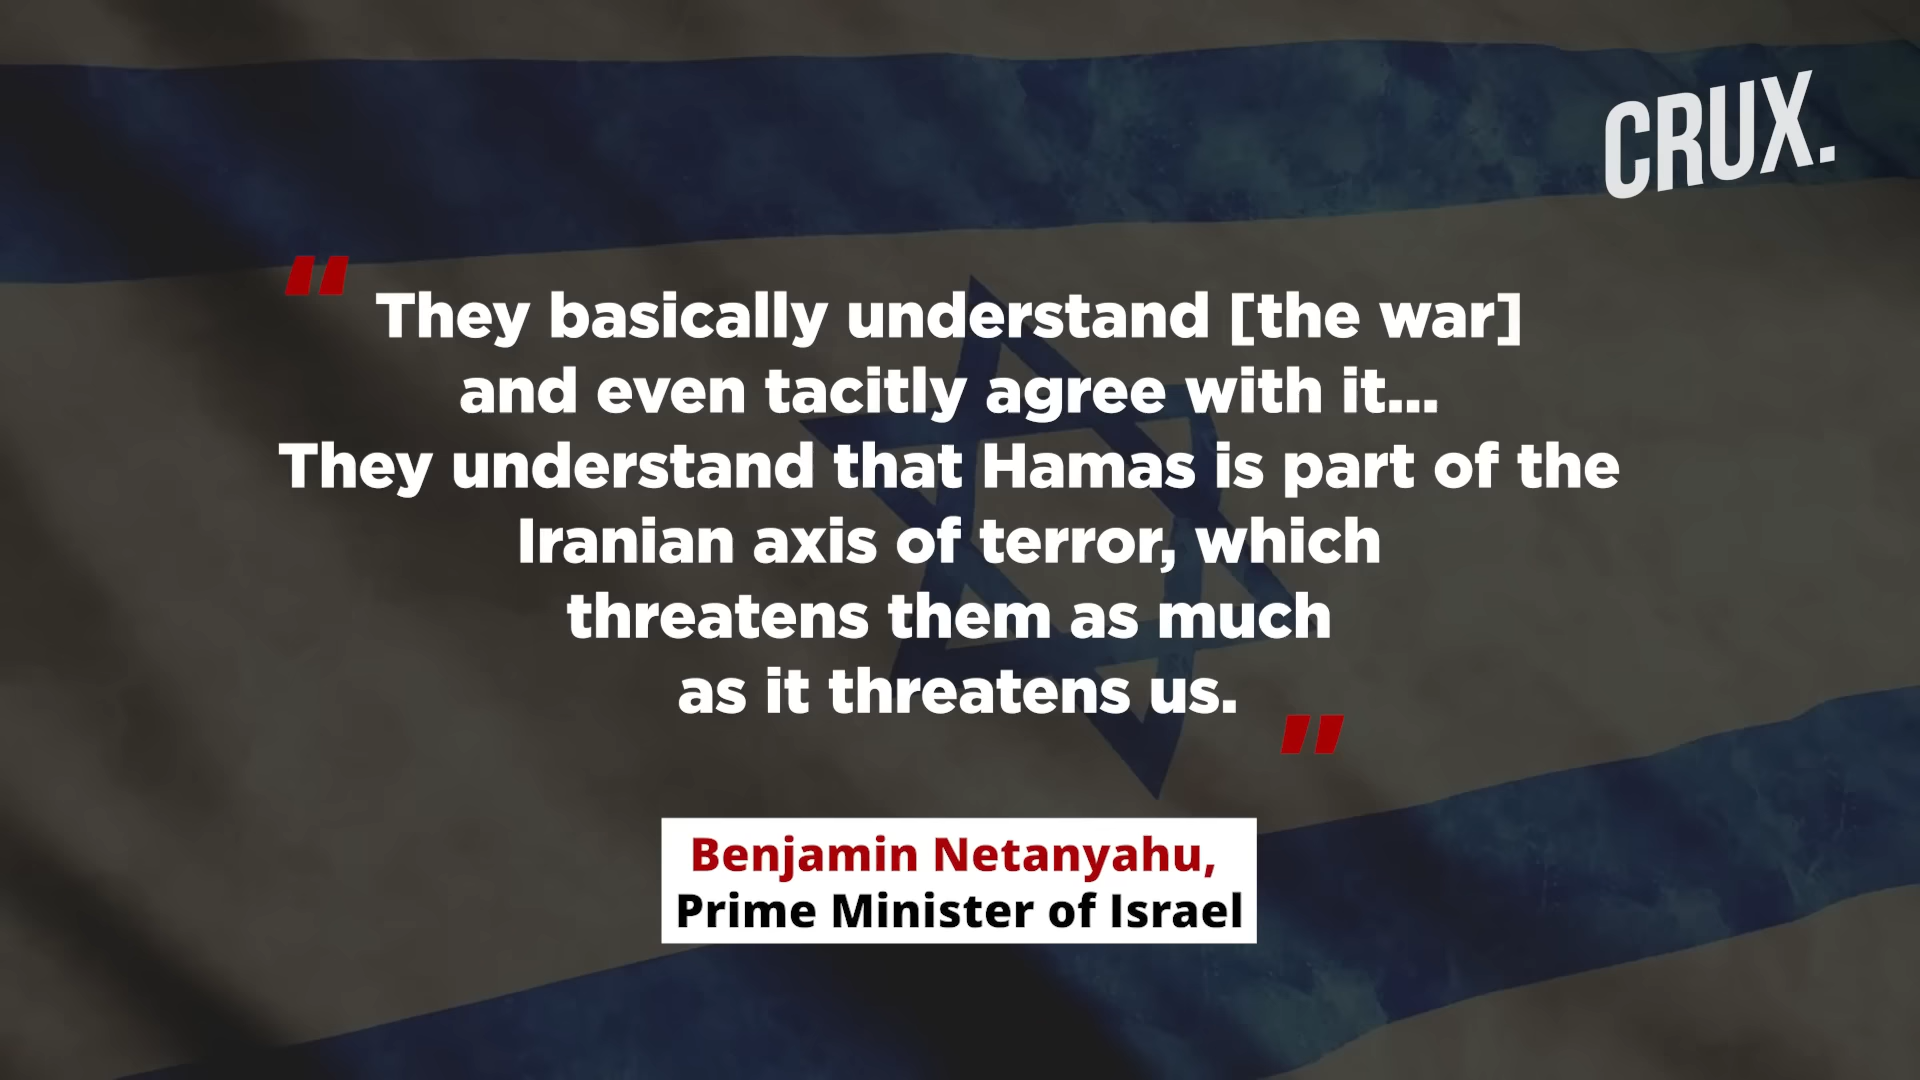 CRUX.
“ They basically understand [the war]
and even tacitly agree with it...
They understand that Hamas is part of the
Iranian axis of terror, which
threatens them as much
as it threatens us. ”
Benjamin Netanyahu,
Prime Minister of Israel